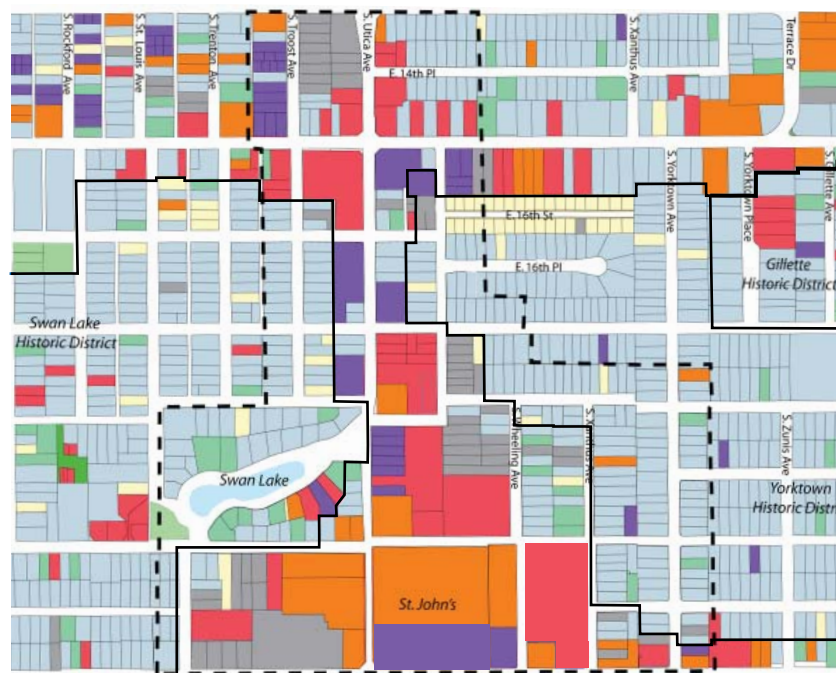 S. Rockford Ave
S. St. Louis Ave
S. Trenton Ave
S. Troost Ave
S. Utica Ave
S. Xanthus Ave
Terrace Dr
E. 14th Pl
S. Yorktown Ave
S. Yorktown Place
S. Gillette Ave
E. 16th St
E. 16th Pl
Gillette
Historic District
Swan Lake
Historic District
S. Wheeling Ave
S. Xanthus Ave
S. Zunis Ave
Swan Lake
Yorktown
Historic Distri
St. John's